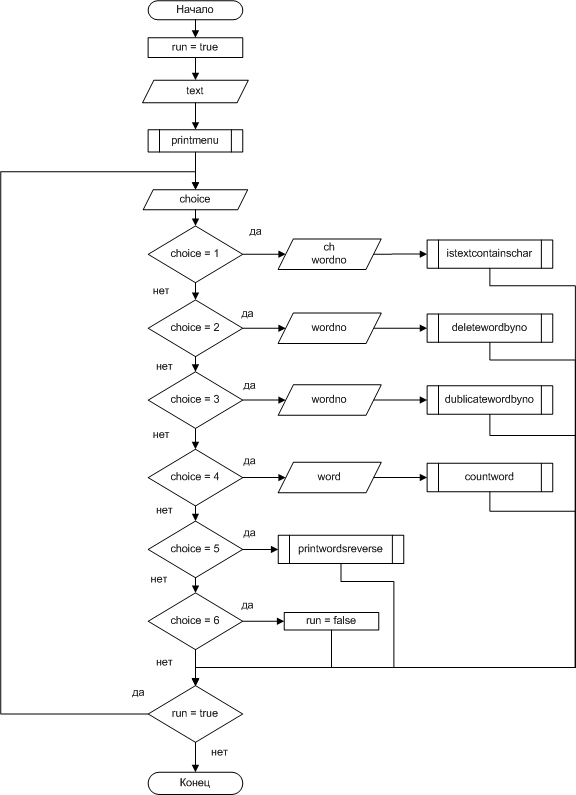 Начало
run = true
text
printmenu
choice
choice = 1
да
ch
wordno
istextcontainschar
нет
choice = 2
да
wordno
deletewordbyno
нет
choice = 3
да
wordno
dublicatewordbyno
нет
choice = 4
да
word
countword
нет
choice = 5
да
printwordsreverse
нет
choice = 6
да
run = false
нет
да
run = true
нет
Конец